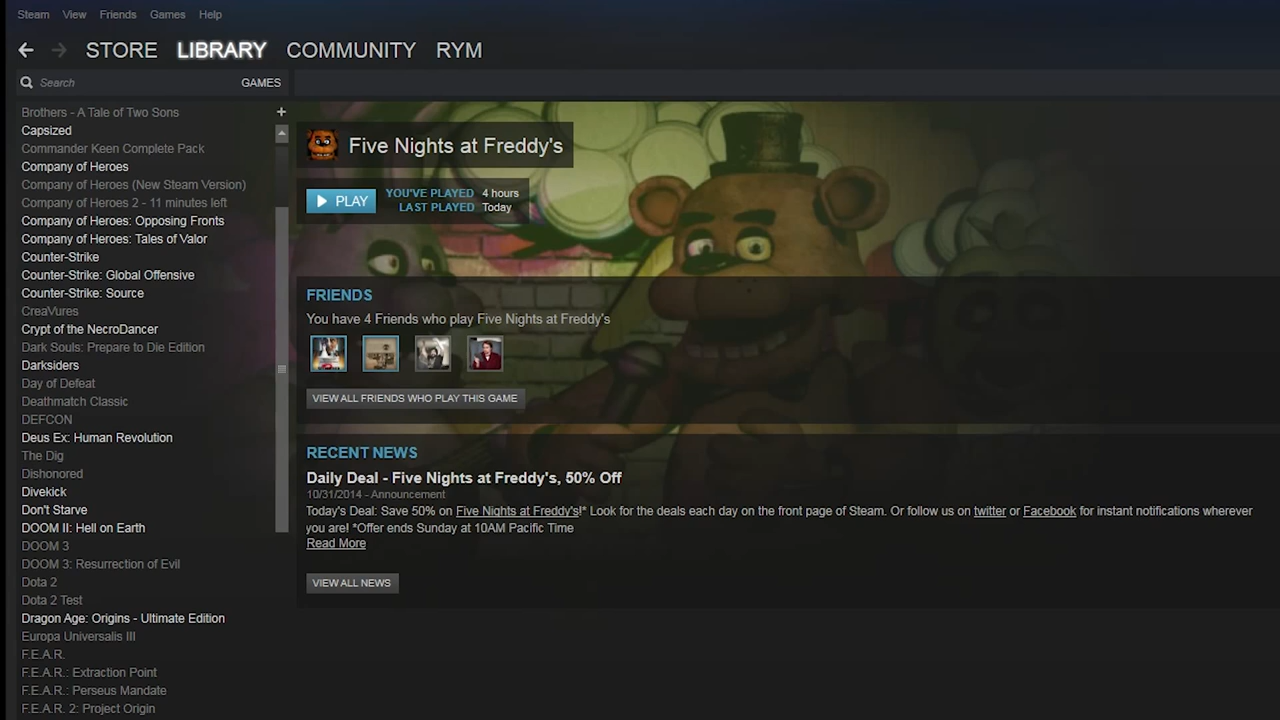 Steam View Friends Games Help
STORE LIBRARY COMMUNITY RYM
Search GAMES
Brothers - A Tale of Two Sons
Capsized
Commander Keen Complete Pack
Company of Heroes
Company of Heroes (New Steam Version)
Company of Heroes 2 - 11 minutes left
Company of Heroes: Opposing Fronts
Company of Heroes: Tales of Valor
Counter-Strike
Counter-Strike: Global Offensive
Counter-Strike: Source
CreaVures
Crypt of the NecroDancer
Dark Souls: Prepare to Die Edition
Darksiders
Day of Defeat
Deathmatch Classic
DEFCON
Deus Ex: Human Revolution
The Dig
Dishonored
Divekick
Don't Starve
DOOM II: Hell on Earth
DOOM 3
DOOM 3: Resurrection of Evil
Dota 2
Dota 2 Test
Dragon Age: Origins - Ultimate Edition
Europa Universalis III
F.E.A.R.
F.E.A.R.: Extraction Point
F.E.A.R.: Perseus Mandate
F.E.A.R. 2: Project Origin
Five Nights at Freddy's
PLAY
YOU'VE PLAYED 4 hours
LAST PLAYED Today
FRIENDS
You have 4 Friends who play Five Nights at Freddy's
VIEW ALL FRIENDS WHO PLAY THIS GAME
RECENT NEWS
Daily Deal - Five Nights at Freddy's, 50% Off
10/31/2014 - Announcement
Today's Deal: Save 50% on Five Nights at Freddy's!* Look for the deals each day on the front page of Steam. Or follow us on twitter or Facebook for instant notifications wherever
you are! *Offer ends Sunday at 10AM Pacific Time
Read More
VIEW ALL NEWS